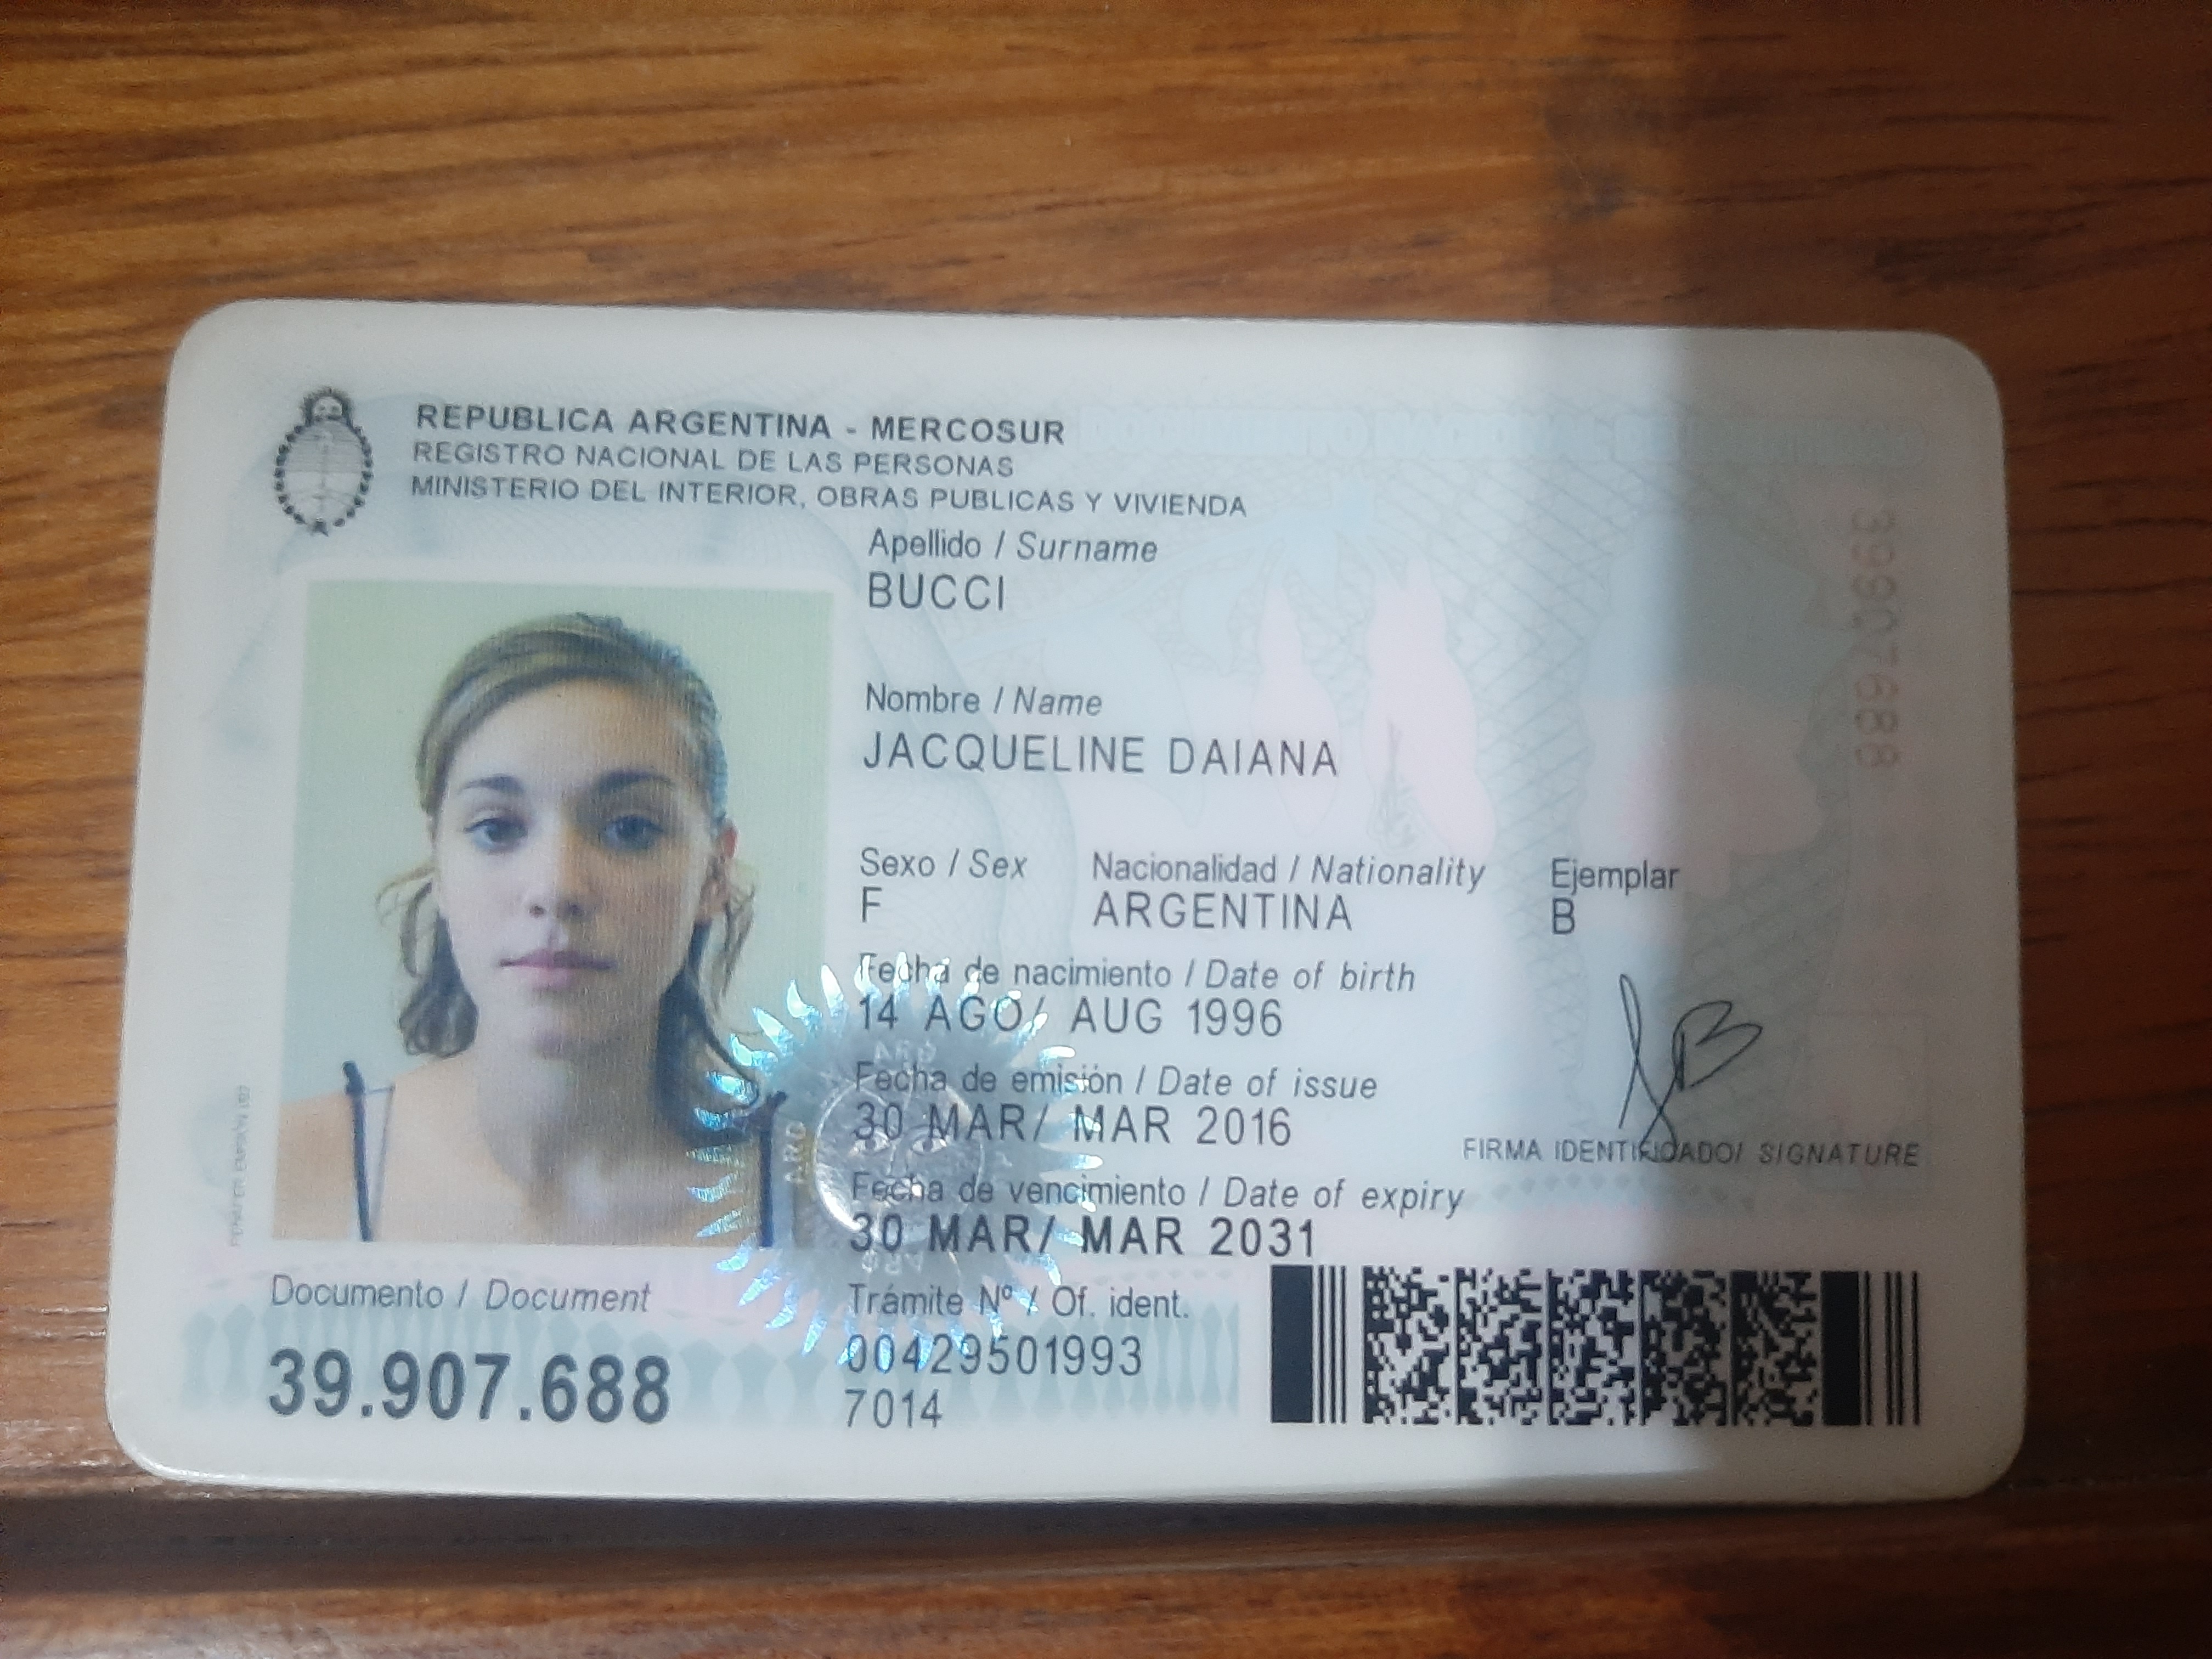 REPUBLICA ARGENTINA - MERCOSUR
REGISTRO NACIONAL DE LAS PERSONAS
MINISTERIO DEL INTERIOR, OBRAS PUBLICAS Y VIVIENDA
Apellido / Surname
BUCCI
Nombre / Name
JACQUELINE DAIANA
Sexo / Sex Nacionalidad / Nationality Ejemplar
F ARGENTINA B
Fecha de nacimiento / Date of birth
14 AGO/ AUG 1996
Fecha de emisión / Date of issue
30 MAR/ MAR 2016
Fecha de vencimiento / Date of expiry
30 MAR/ MAR 2031
FIRMA IDENTIFICADO/ SIGNATURE
Documento / Document
39.907.688
Trámite Nº / Of. ident.
00429501993
7014
39907688
ARG